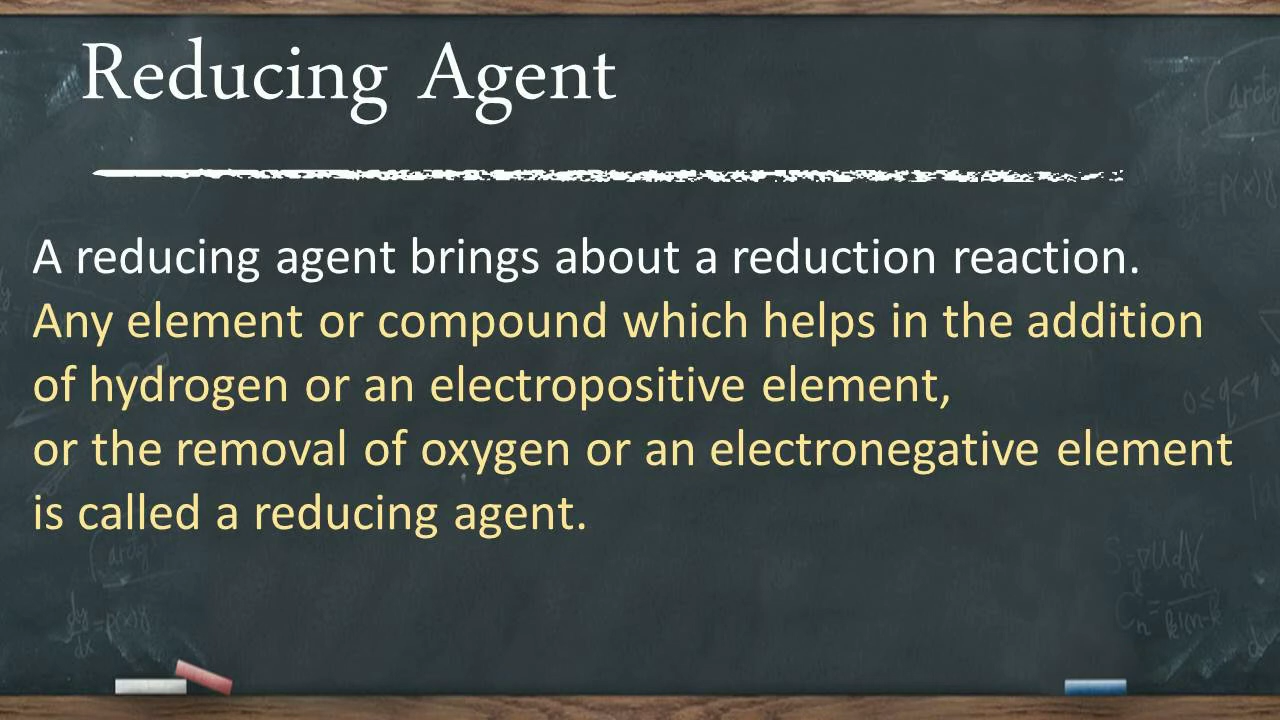 Reducing Agent
A reducing agent brings about a reduction reaction.
Any element or compound which helps in the addition
of hydrogen or an electropositive element,
or the removal of oxygen or an electronegative element
is called a reducing agent.